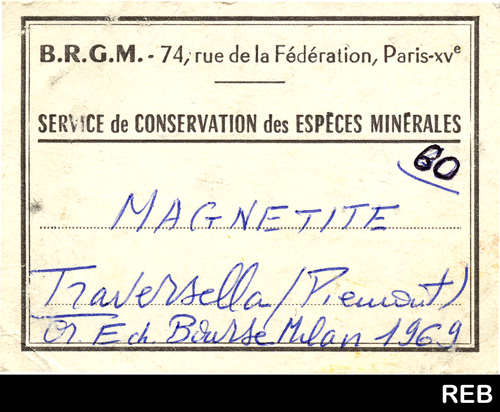 B.R.G.M. - 74, rue de la Fédération, Paris-XVᵉ
SERVICE de CONSERVATION des ESPÈCES MINÉRALES
80
MAGNETITE
Traversella (Piemont)
Or. Ech. Bourse Milan 1969
REB